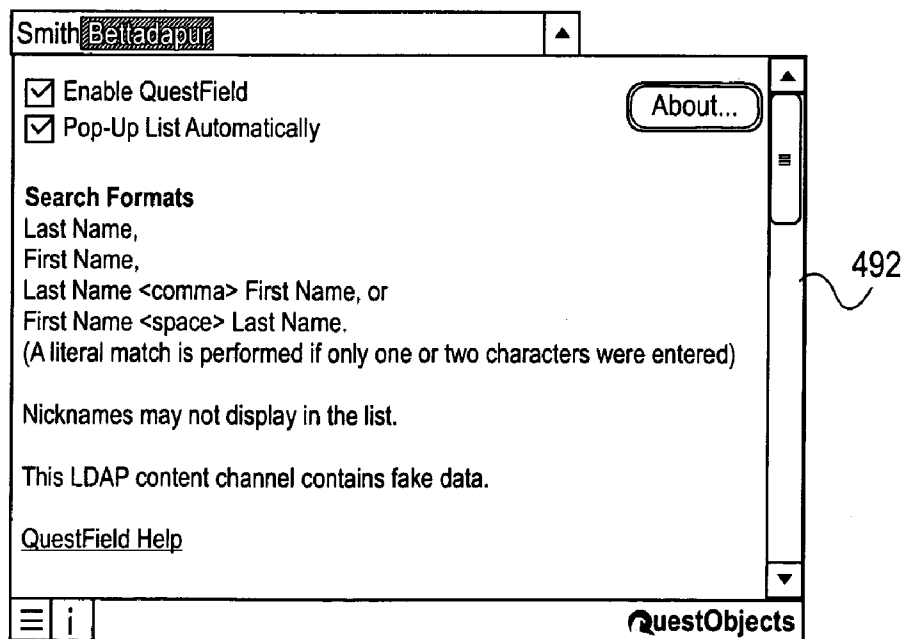 Smith Bettadapur
Enable QuestField
About...
Pop-Up List Automatically
Search Formats
Last Name,
First Name,
Last Name <comma> First Name, or
First Name <space> Last Name.
(A literal match is performed if only one or two characters were entered)
Nicknames may not display in the list.
This LDAP content channel contains fake data.
QuestField Help
i
QuestObjects
492